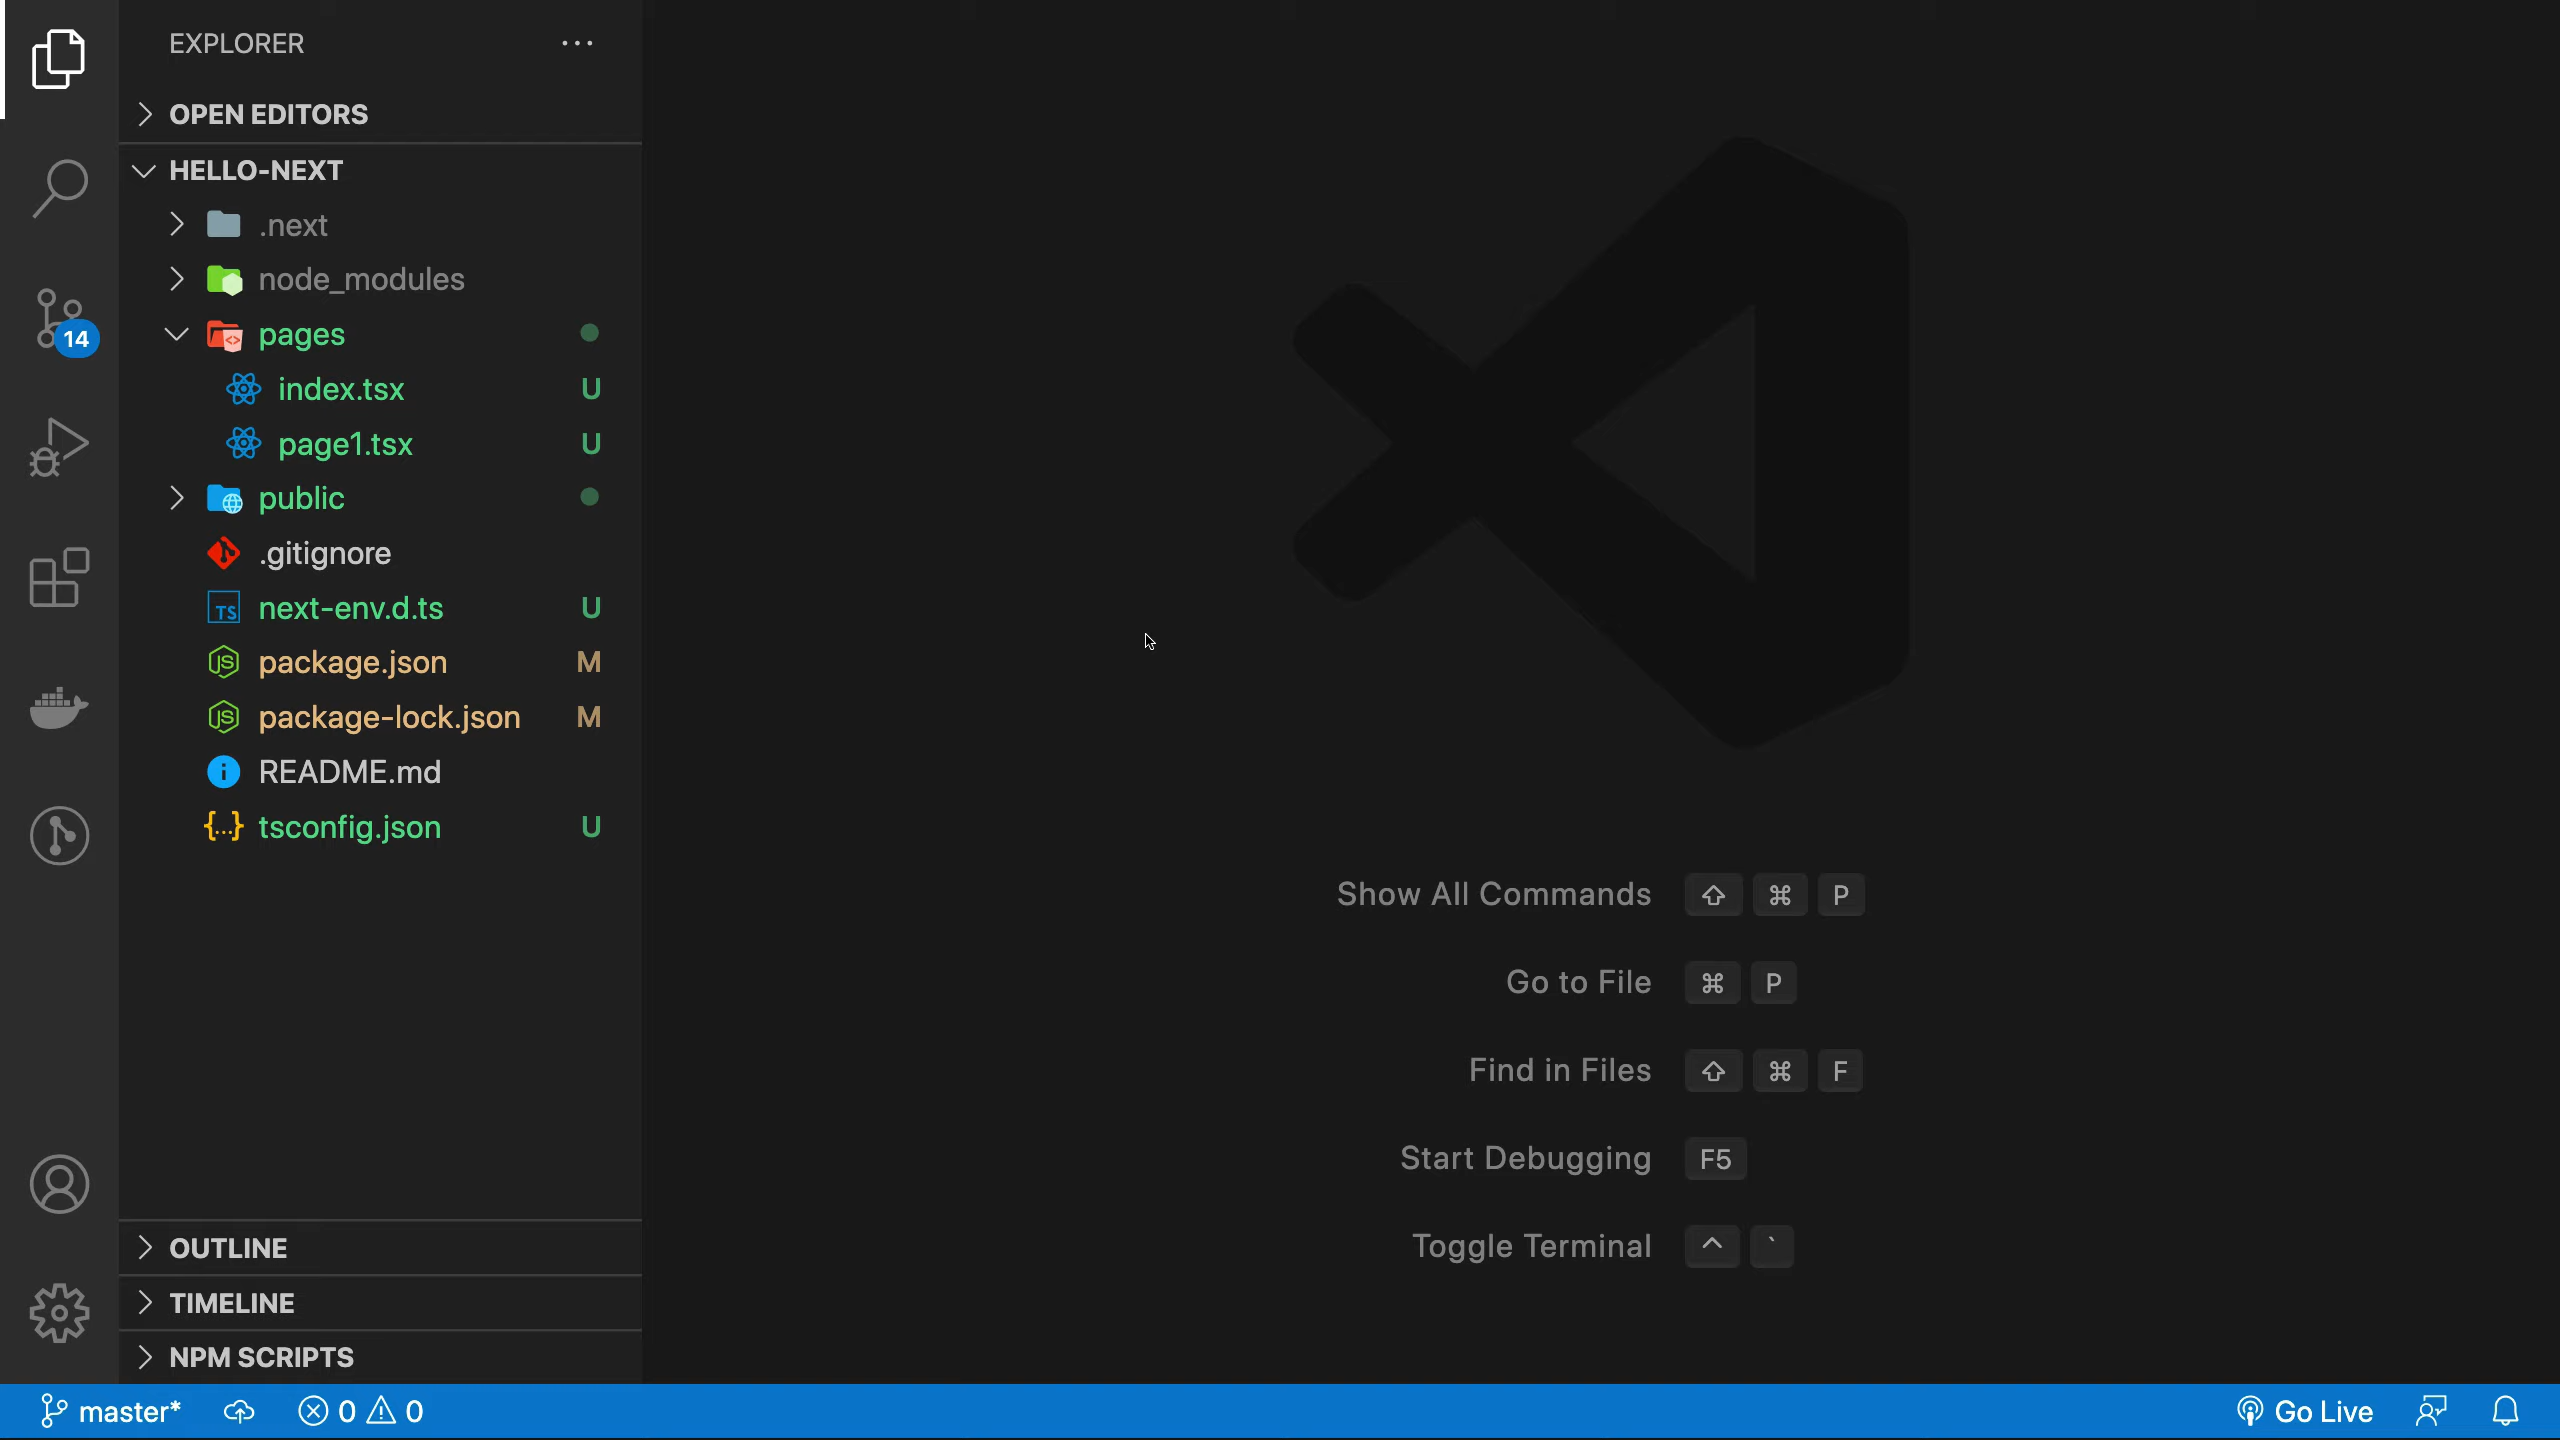 EXPLORER
OPEN EDITORS
HELLO-NEXT
.next
node_modules
pages
index.tsx U
page1.tsx U
public
.gitignore
TS next-env.d.ts U
JS package.json M
JS package-lock.json M
README.md
{...} tsconfig.json U
14
Show All Commands ⇧ ⌘ P
Go to File ⌘ P
Find in Files ⇧ ⌘ F
Start Debugging F5
Toggle Terminal ^ `
OUTLINE
TIMELINE
NPM SCRIPTS
master* 0 0 Go Live